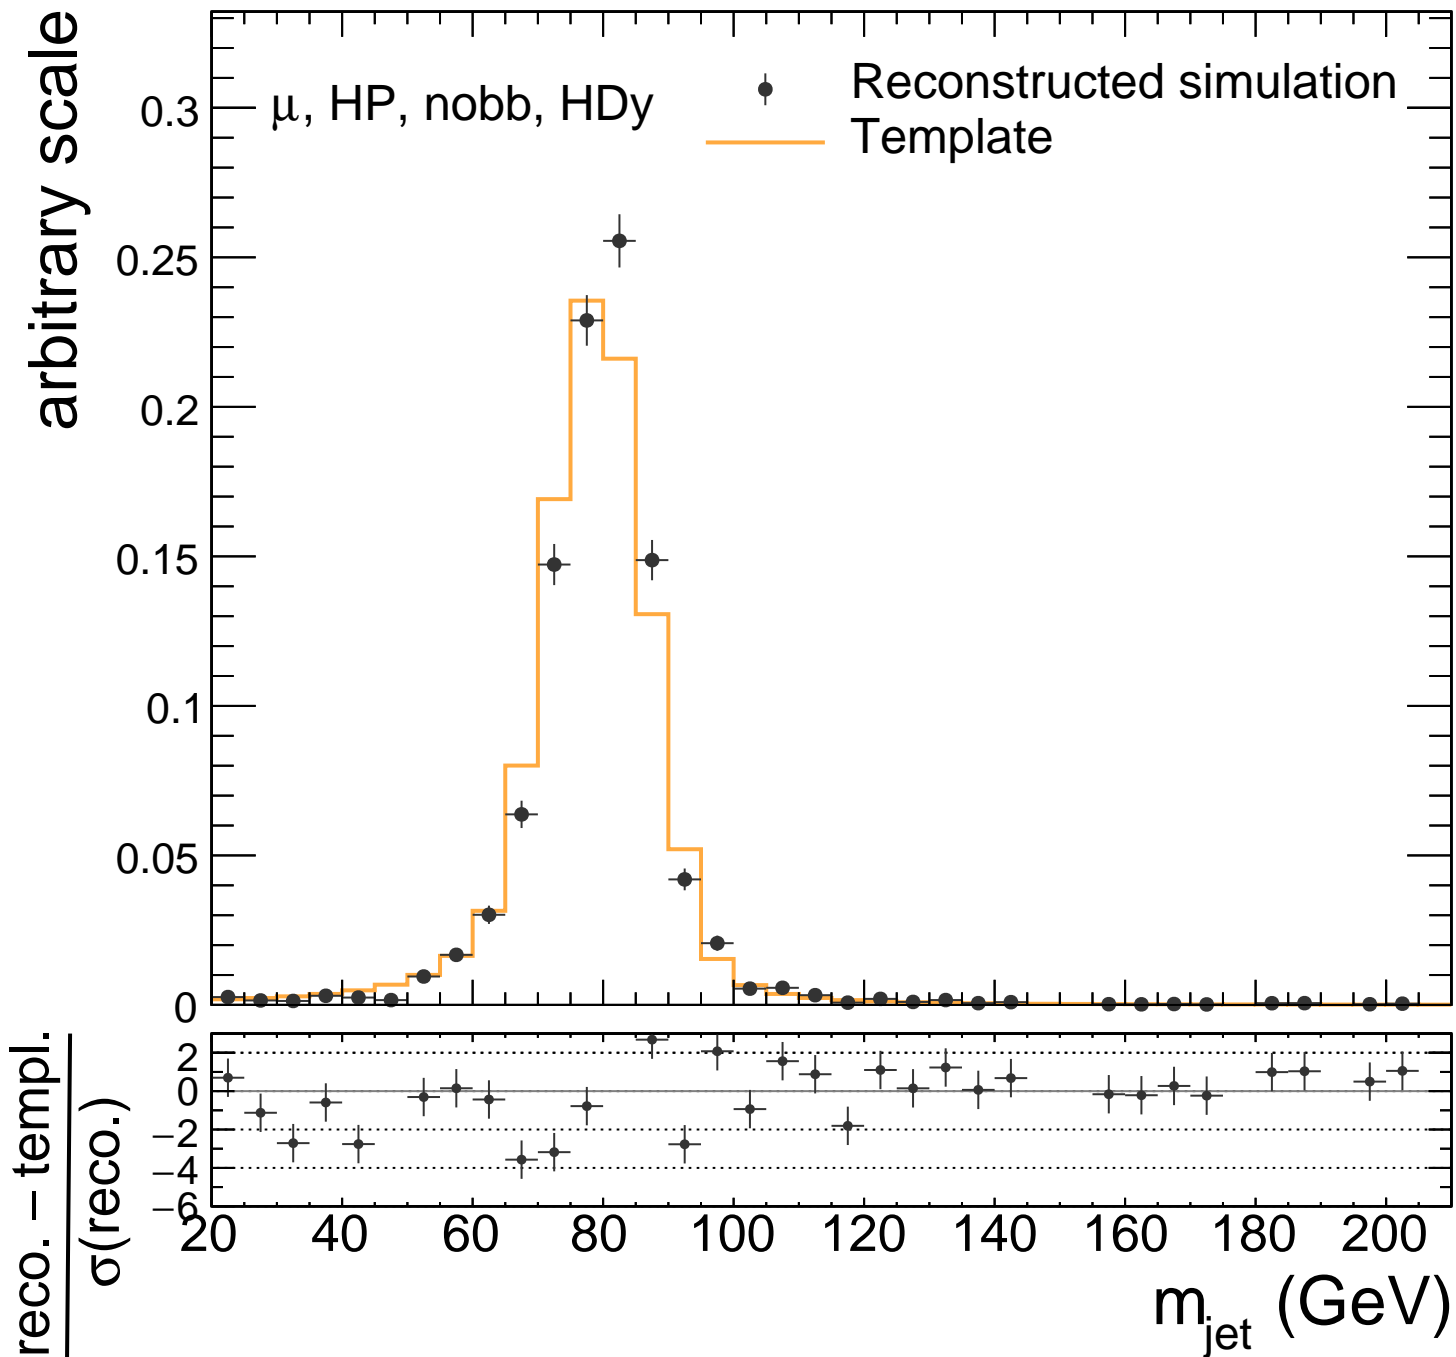 arbitrary scale
μ, HP, nobb, HDy
Reconstructed simulation
Template
0.3
0.25
0.2
0.15
0.1
0.05
0
reco. − templ.
σ(reco.)
2
0
−2
−4
−6
20 40 60 80 100 120 140 160 180 200
m_jet (GeV)